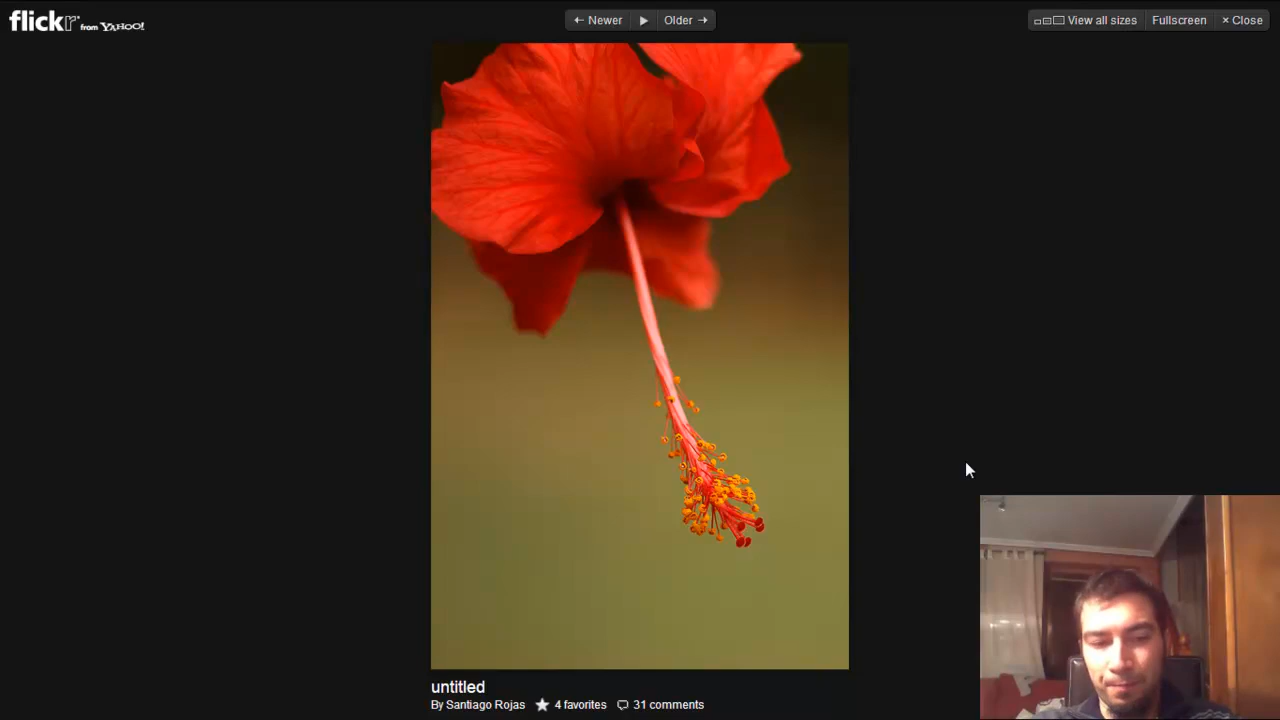 flickr from YAHOO!
← Newer
Older →
View all sizes
Fullscreen
× Close
untitled
By Santiago Rojas
4 favorites
31 comments